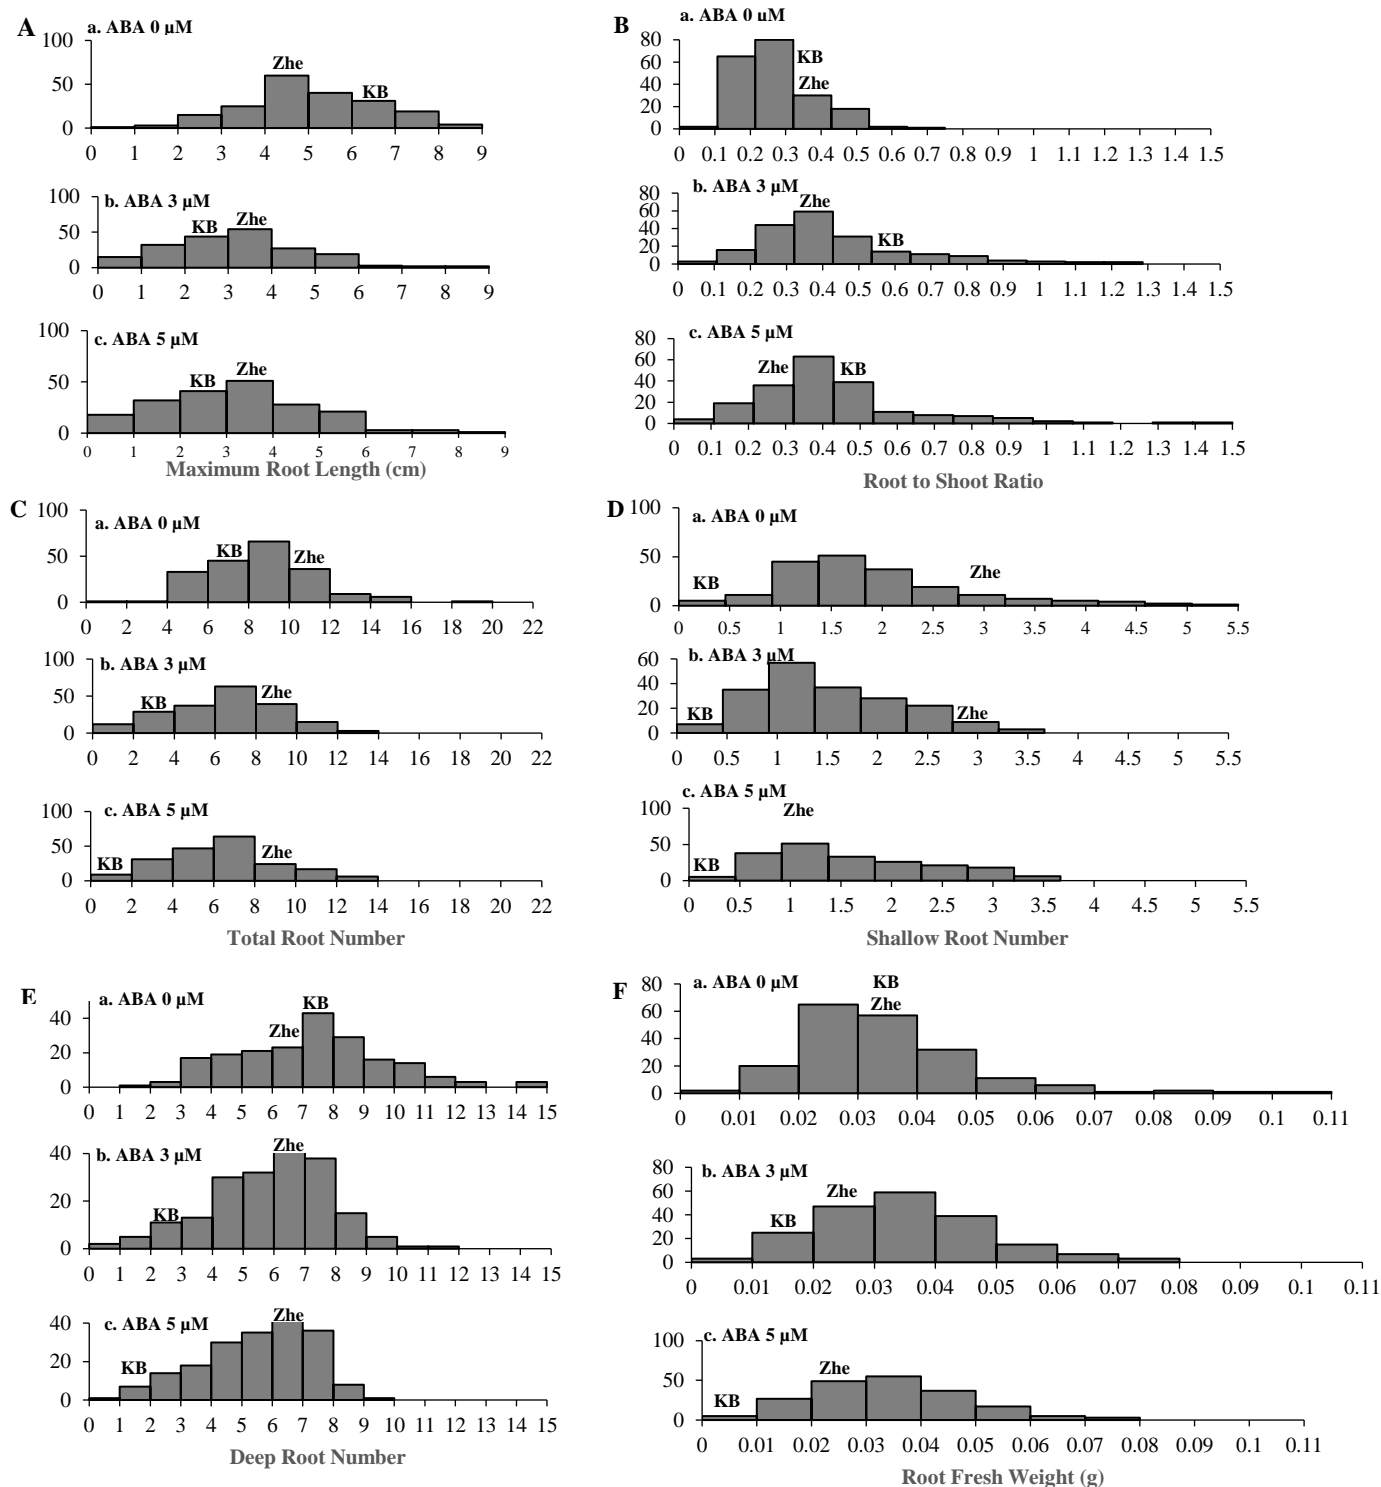 A
a. ABA 0 µM
100
50
0
Zhe
KB
0 1 2 3 4 5 6 7 8 9
b. ABA 3 µM
100
50
0
KB
Zhe
0 1 2 3 4 5 6 7 8 9
c. ABA 5 µM
100
50
0
KB
Zhe
0 1 2 3 4 5 6 7 8 9
Maximum Root Length (cm)
B
a. ABA 0 µM
80
60
40
20
0
KB
Zhe
0 0.1 0.2 0.3 0.4 0.5 0.6 0.7 0.8 0.9 1 1.1 1.2 1.3 1.4 1.5
b. ABA 3 µM
80
60
40
20
0
Zhe
KB
0 0.1 0.2 0.3 0.4 0.5 0.6 0.7 0.8 0.9 1 1.1 1.2 1.3 1.4 1.5
c. ABA 5 µM
80
60
40
20
0
Zhe
KB
0 0.1 0.2 0.3 0.4 0.5 0.6 0.7 0.8 0.9 1 1.1 1.2 1.3 1.4 1.5
Root to Shoot Ratio
C
a. ABA 0 µM
100
50
0
KB
Zhe
0 2 4 6 8 10 12 14 16 18 20 22
b. ABA 3 µM
100
50
0
KB
Zhe
0 2 4 6 8 10 12 14 16 18 20 22
c. ABA 5 µM
100
50
0
KB
Zhe
0 2 4 6 8 10 12 14 16 18 20 22
Total Root Number
D
a. ABA 0 µM
100
50
0
KB
Zhe
0 0.5 1 1.5 2 2.5 3 3.5 4 4.5 5 5.5
b. ABA 3 µM
60
40
20
0
KB
Zhe
0 0.5 1 1.5 2 2.5 3 3.5 4 4.5 5 5.5
c. ABA 5 µM
100
50
0
KB
Zhe
0 0.5 1 1.5 2 2.5 3 3.5 4 4.5 5 5.5
Shallow Root Number
E
a. ABA 0 µM
40
20
0
Zhe
KB
0 1 2 3 4 5 6 7 8 9 10 11 12 13 14 15
b. ABA 3 µM
40
20
0
KB
Zhe
0 1 2 3 4 5 6 7 8 9 10 11 12 13 14 15
c. ABA 5 µM
40
20
0
KB
Zhe
0 1 2 3 4 5 6 7 8 9 10 11 12 13 14 15
Deep Root Number
F
a. ABA 0 µM
80
60
40
20
0
KB
Zhe
0 0.01 0.02 0.03 0.04 0.05 0.06 0.07 0.08 0.09 0.1 0.11
b. ABA 3 µM
80
60
40
20
0
KB
Zhe
0 0.01 0.02 0.03 0.04 0.05 0.06 0.07 0.08 0.09 0.1 0.11
c. ABA 5 µM
100
50
0
KB
Zhe
0 0.01 0.02 0.03 0.04 0.05 0.06 0.07 0.08 0.09 0.1 0.11
Root Fresh Weight (g)